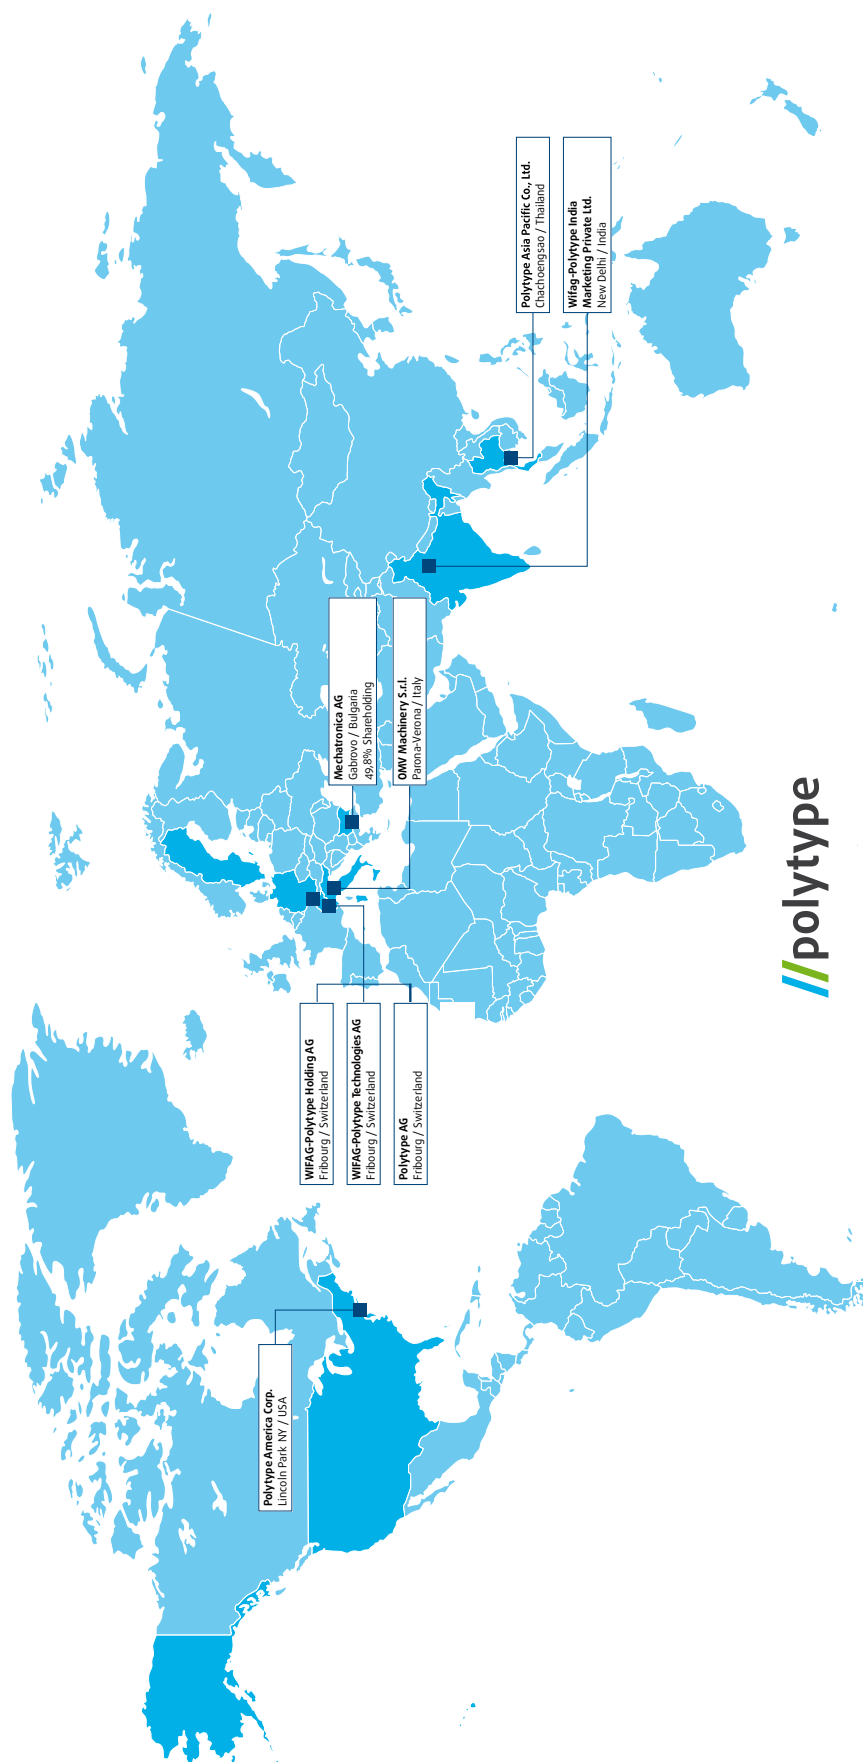 Polytype America Corp.
Lincoln Park NY / USA
WIFAG-Polytype Holding AG
Fribourg / Switzerland
WIFAG-Polytype Technologies AG
Fribourg / Switzerland
Polytype AG
Fribourg / Switzerland
Mechatronica AG
Gabrovo / Bulgaria
49,8% Shareholding
OMV Machinery S.r.l.
Parona-Verona / Italy
Polytype Asia Pacific Co., Ltd.
Chachoengsao / Thailand
Wifag-Polytype India
Marketing Private Ltd.
New Delhi / India
//polytype